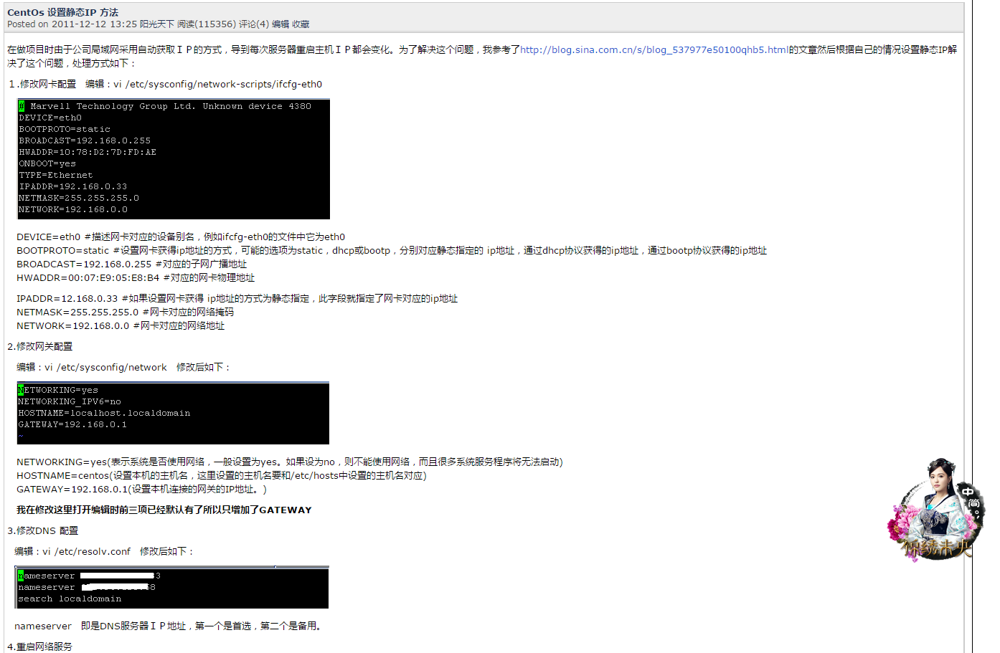 CentOs 设置静态IP 方法
Posted on 2011-12-12 13:25 阳光天下 阅读(115356) 评论(4) 编辑 收藏
在做项目时由于公司局域网采用自动获取ＩＰ的方式，导到每次服务器重启主机ＩＰ都会变化。为了解决这个问题，我参考了http://blog.sina.com.cn/s/blog_537977e50100qhb5.html的文章然后根据自己的情况设置静态IP解
决了这个问题，处理方式如下：
１.修改网卡配置　编辑：vi /etc/sysconfig/network-scripts/ifcfg-eth0
# Marvell Technology Group Ltd. Unknown device 4380
DEVICE=eth0
BOOTPROTO=static
BROADCAST=192.168.0.255
HWADDR=10:78:D2:7D:FD:AE
ONBOOT=yes
TYPE=Ethernet
IPADDR=192.168.0.33
NETMASK=255.255.255.0
NETWORK=192.168.0.0
DEVICE=eth0 #描述网卡对应的设备别名，例如ifcfg-eth0的文件中它为eth0
BOOTPROTO=static #设置网卡获得ip地址的方式，可能的选项为static，dhcp或bootp，分别对应静态指定的 ip地址，通过dhcp协议获得的ip地址，通过bootp协议获得的ip地址
BROADCAST=192.168.0.255 #对应的子网广播地址
HWADDR=00:07:E9:05:E8:B4 #对应的网卡物理地址
IPADDR=12.168.0.33 #如果设置网卡获得 ip地址的方式为静态指定，此字段就指定了网卡对应的ip地址
NETMASK=255.255.255.0 #网卡对应的网络掩码
NETWORK=192.168.0.0 #网卡对应的网络地址
2.修改网关配置
编辑：vi /etc/sysconfig/network　修改后如下：
NETWORKING=yes
NETWORKING_IPV6=no
HOSTNAME=localhost.localdomain
GATEWAY=192.168.0.1
~
NETWORKING=yes(表示系统是否使用网络，一般设置为yes。如果设为no，则不能使用网络，而且很多系统服务程序将无法启动)
HOSTNAME=centos(设置本机的主机名，这里设置的主机名要和/etc/hosts中设置的主机名对应)
GATEWAY=192.168.0.1(设置本机连接的网关的IP地址。)
我在修改这里打开编辑时前三项已经默认有了所以只增加了GATEWAY
中
简
锦绣未央
3.修改DNS 配置
编辑：vi /etc/resolv.conf　修改后如下：
nameserver
nameserver
search localdomain
nameserver　即是DNS服务器ＩＰ地址，第一个是首选，第二个是备用。
4.重启网络服务